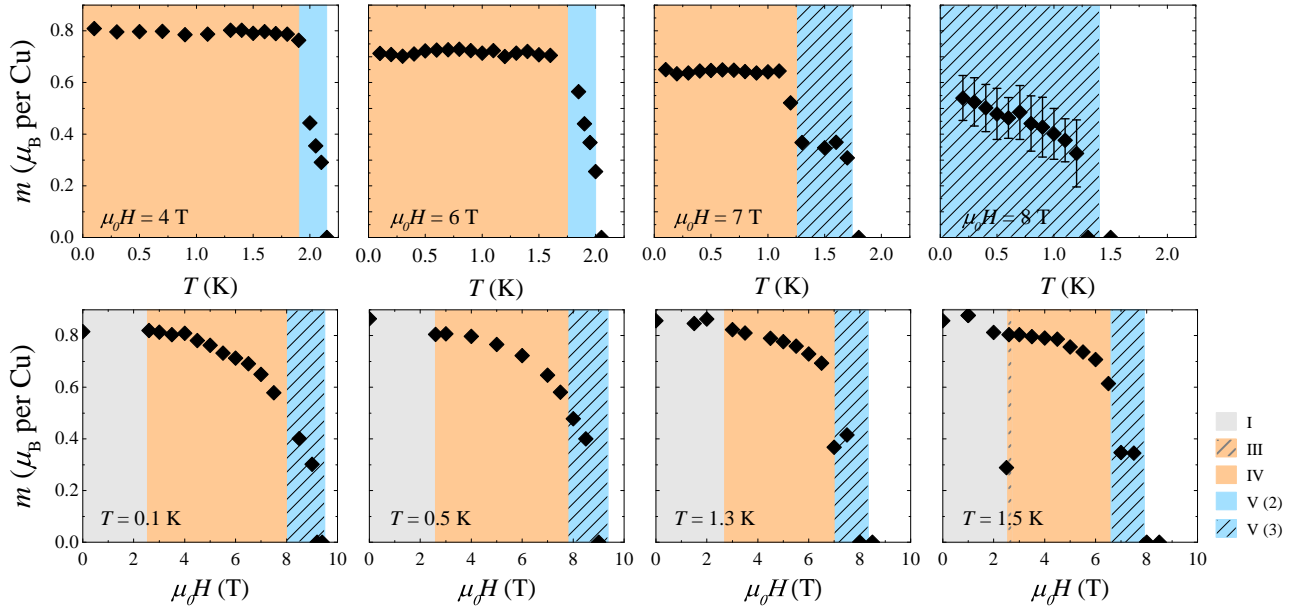 m (μB per Cu)
0.8
0.6
0.4
0.2
0.0
μ0H = 4 T
μ0H = 6 T
μ0H = 7 T
μ0H = 8 T
0.0 0.5 1.0 1.5 2.0
0.0 0.5 1.0 1.5 2.0
0.0 0.5 1.0 1.5 2.0
0.0 0.5 1.0 1.5 2.0
T (K)
T (K)
T (K)
T (K)
m (μB per Cu)
0.8
0.6
0.4
0.2
0.0
T = 0.1 K
T = 0.5 K
T = 1.3 K
T = 1.5 K
0 2 4 6 8 10
0 2 4 6 8 10
0 2 4 6 8 10
0 2 4 6 8 10
μ0H (T)
μ0H (T)
μ0H (T)
μ0H (T)
I
III
IV
V (2)
V (3)